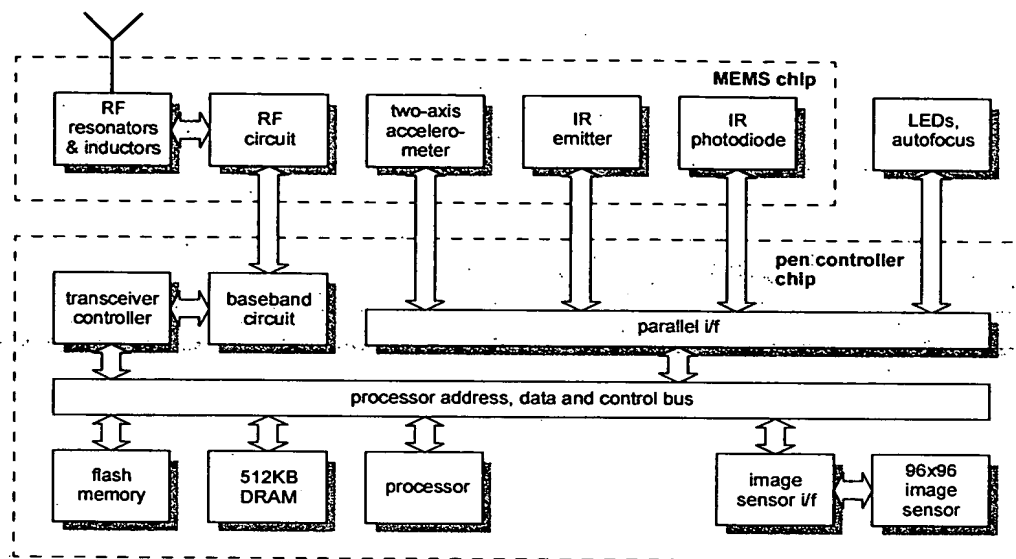 MEMS chip
RF
resonators
& inductors
RF
circuit
two-axis
accelero-
meter
IR
emitter
IR
photodiode
LEDs,
autofocus
pen controller
chip
transceiver
controller
baseband
circuit
parallel i/f
processor address, data and control bus
flash
memory
512KB
DRAM
processor
image
sensor i/f
96x96
image
sensor